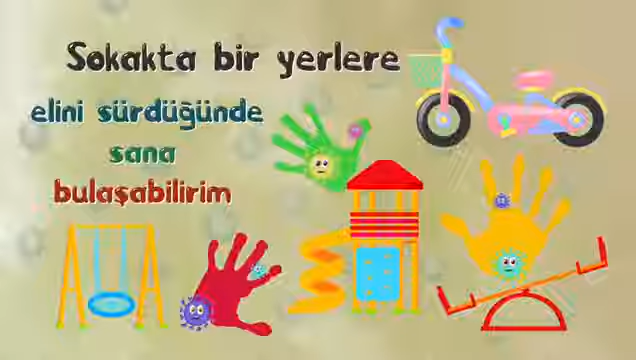 Sokakta bir yerlere
elini sürdüğünde
sana
bulaşabilirim